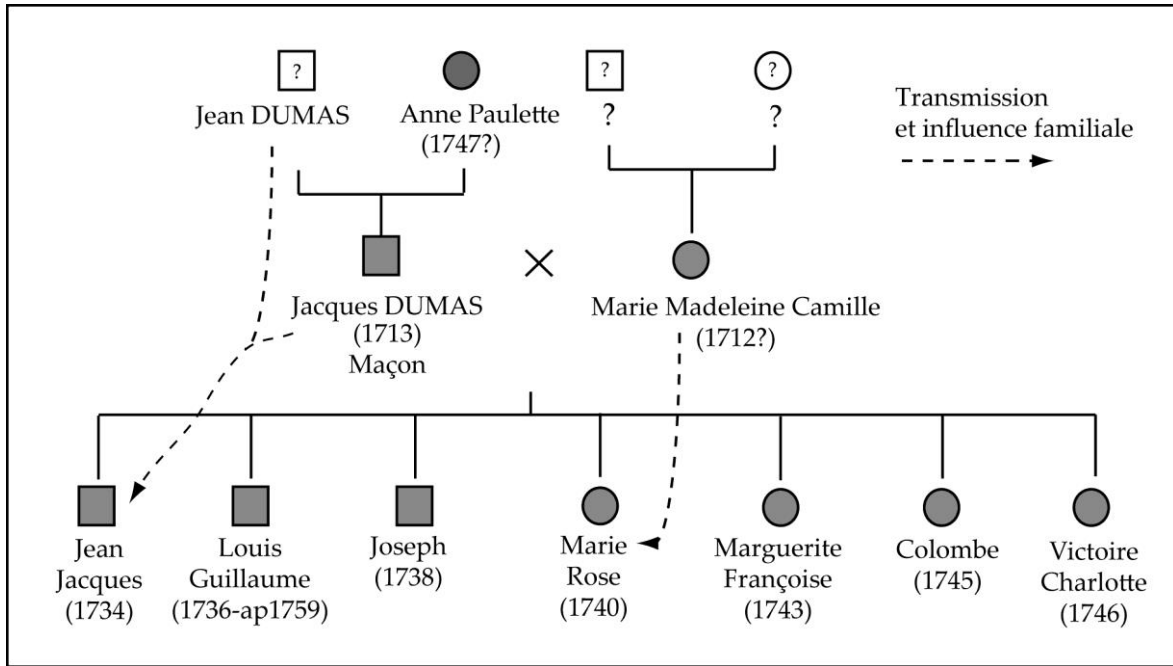 ?
?
?
Jean DUMAS
Anne Paulette
(1747?)
?
?
Transmission
et influence familiale
Jacques DUMAS
(1713)
Maçon
Marie Madeleine Camille
(1712?)
Jean
Jacques
(1734)
Louis
Guillaume
(1736-ap1759)
Joseph
(1738)
Marie
Rose
(1740)
Marguerite
Françoise
(1743)
Colombe
(1745)
Victoire
Charlotte
(1746)